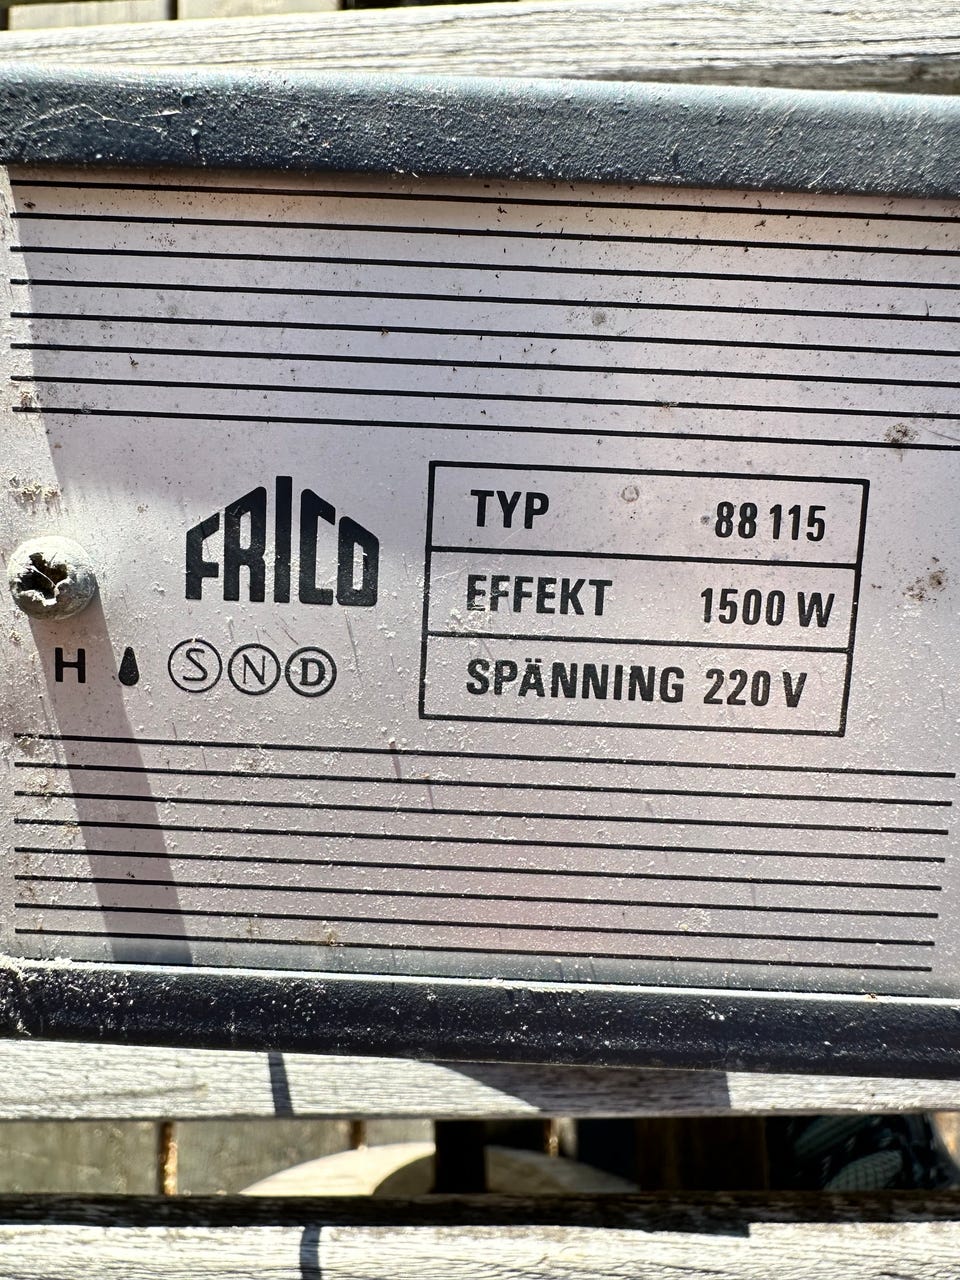 FRICO
H S N D
TYP 88 115
EFFEKT 1500 W
SPÄNNING 220 V